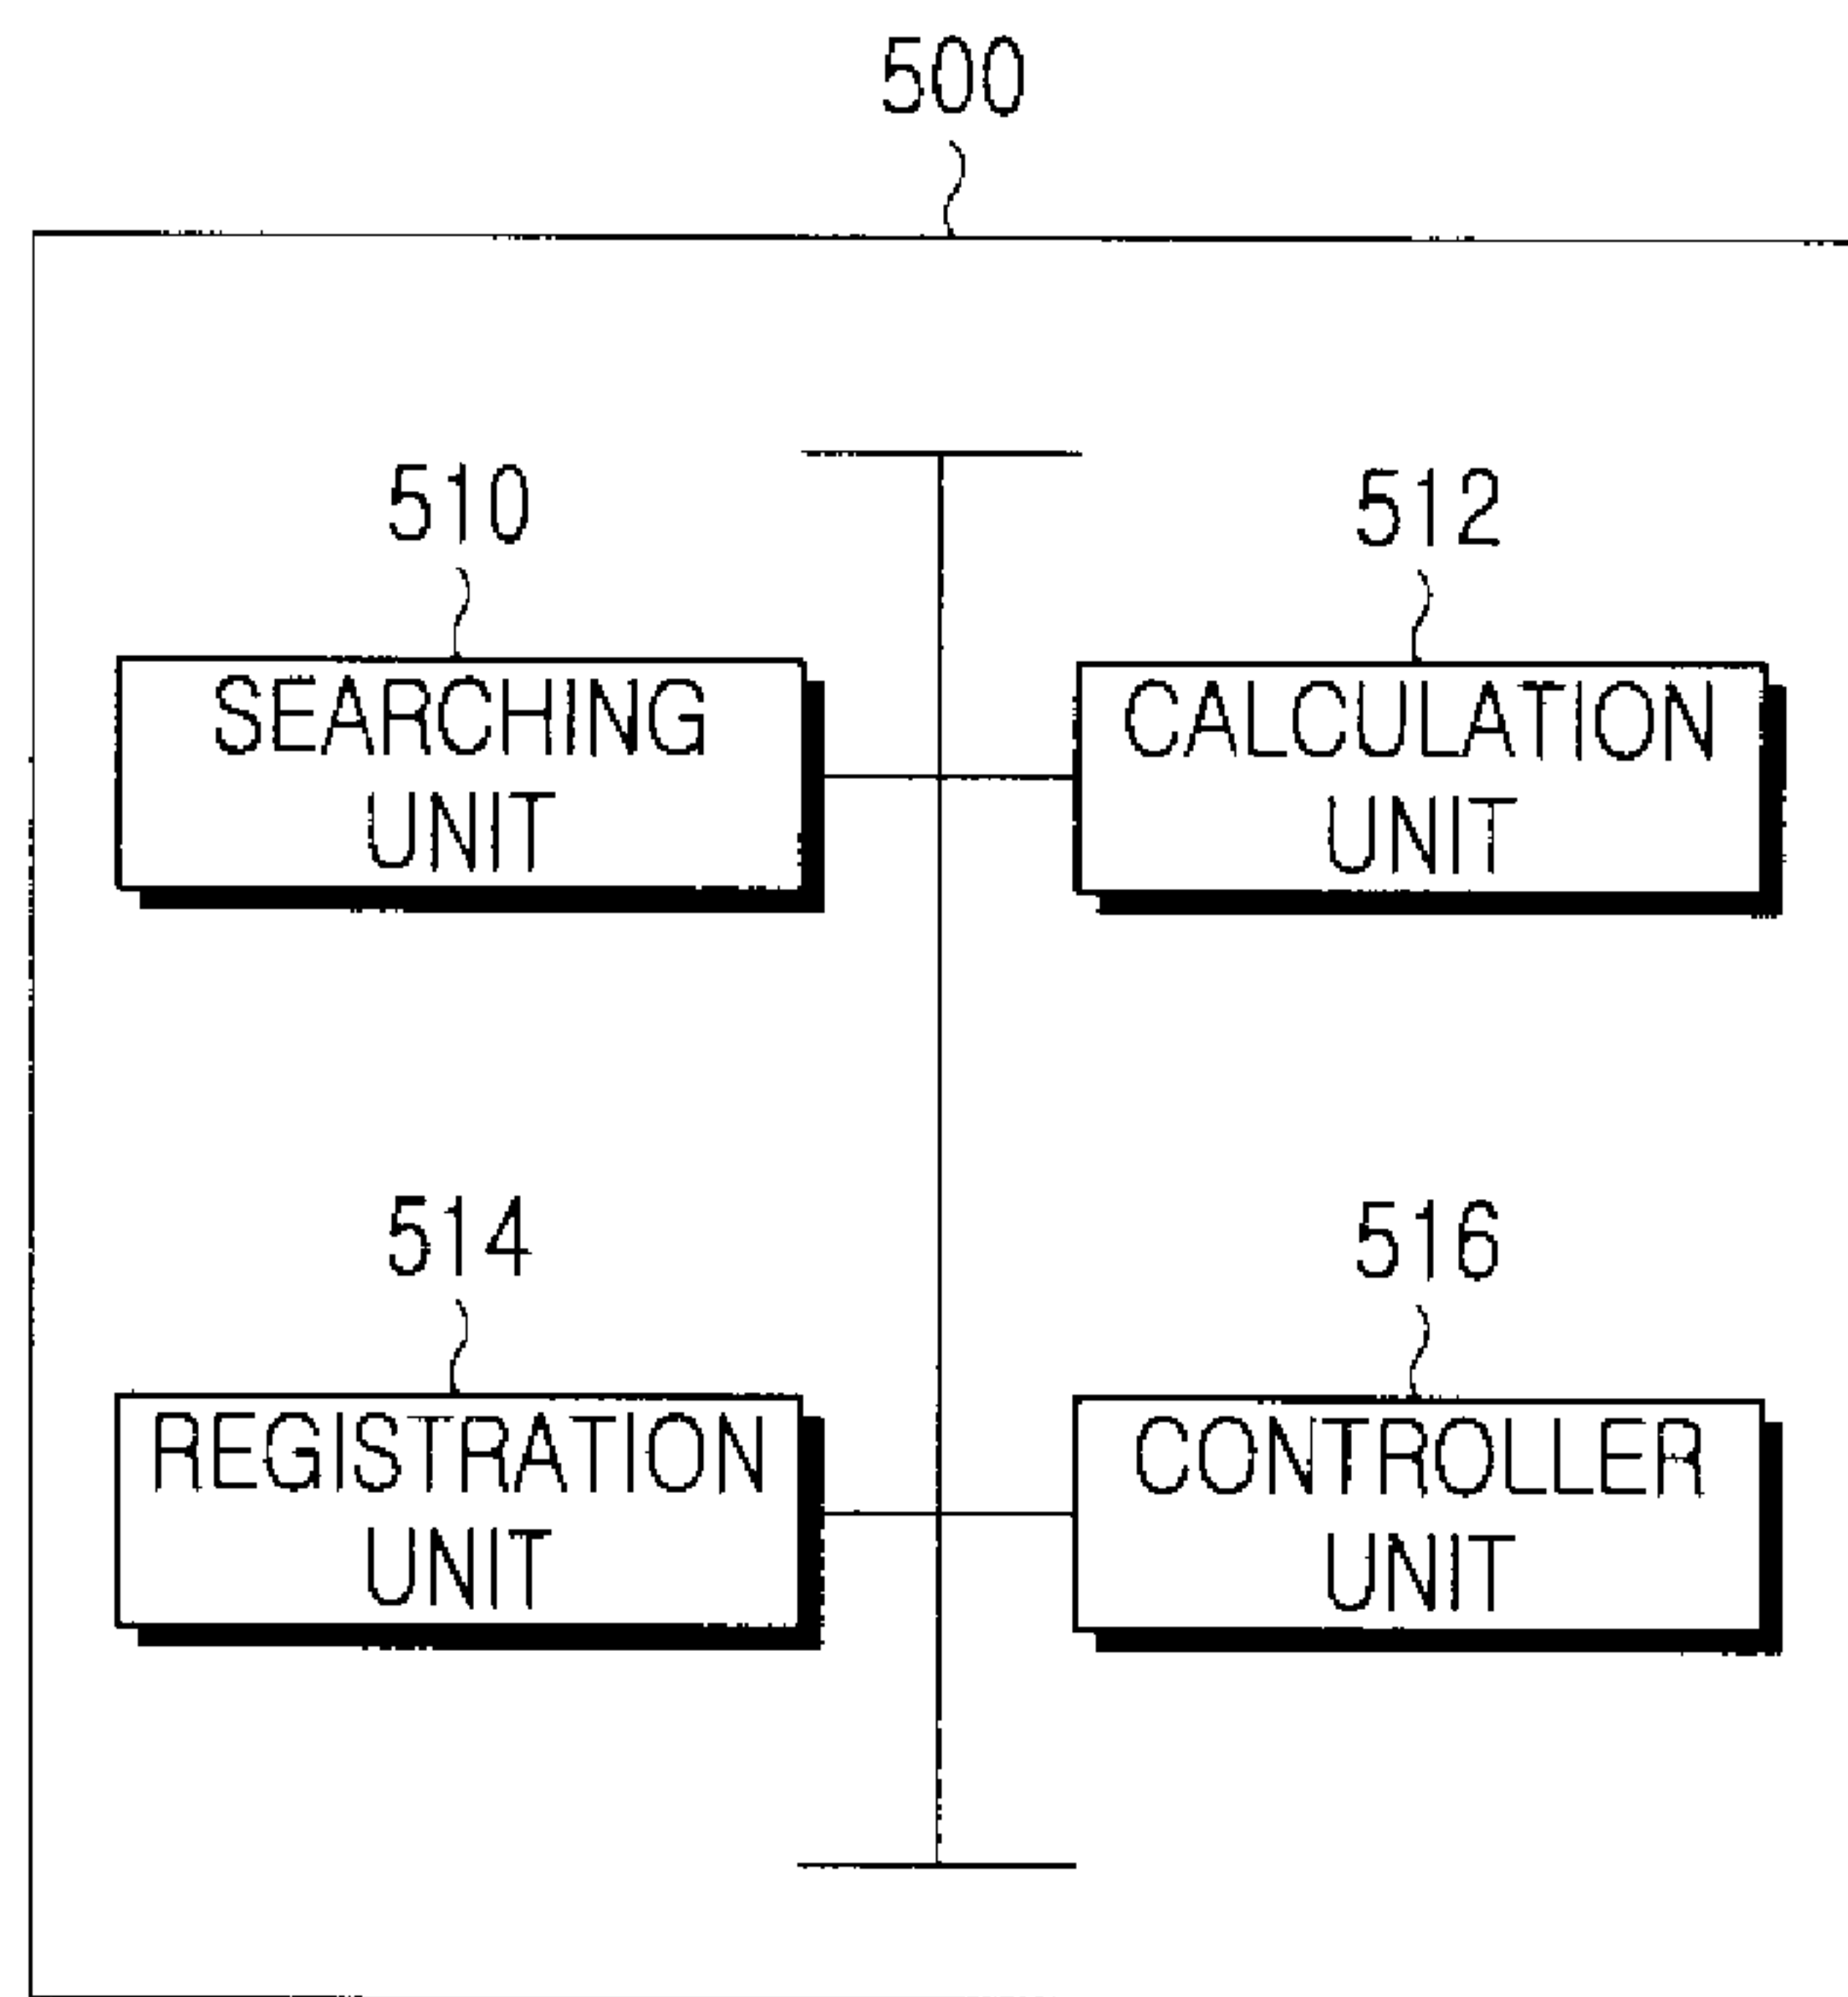 500
510
512
SEARCHING
UNIT
CALCULATION
UNIT
514
516
REGISTRATION
UNIT
CONTROLLER
UNIT